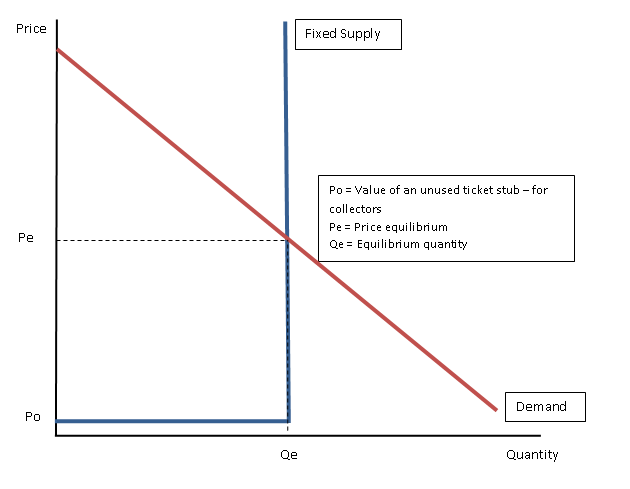 Price
Fixed Supply
Po = Value of an unused ticket stub – for
collectors
Pe = Price equilibrium
Qe = Equilibrium quantity
Pe
Demand
Po
Qe
Quantity